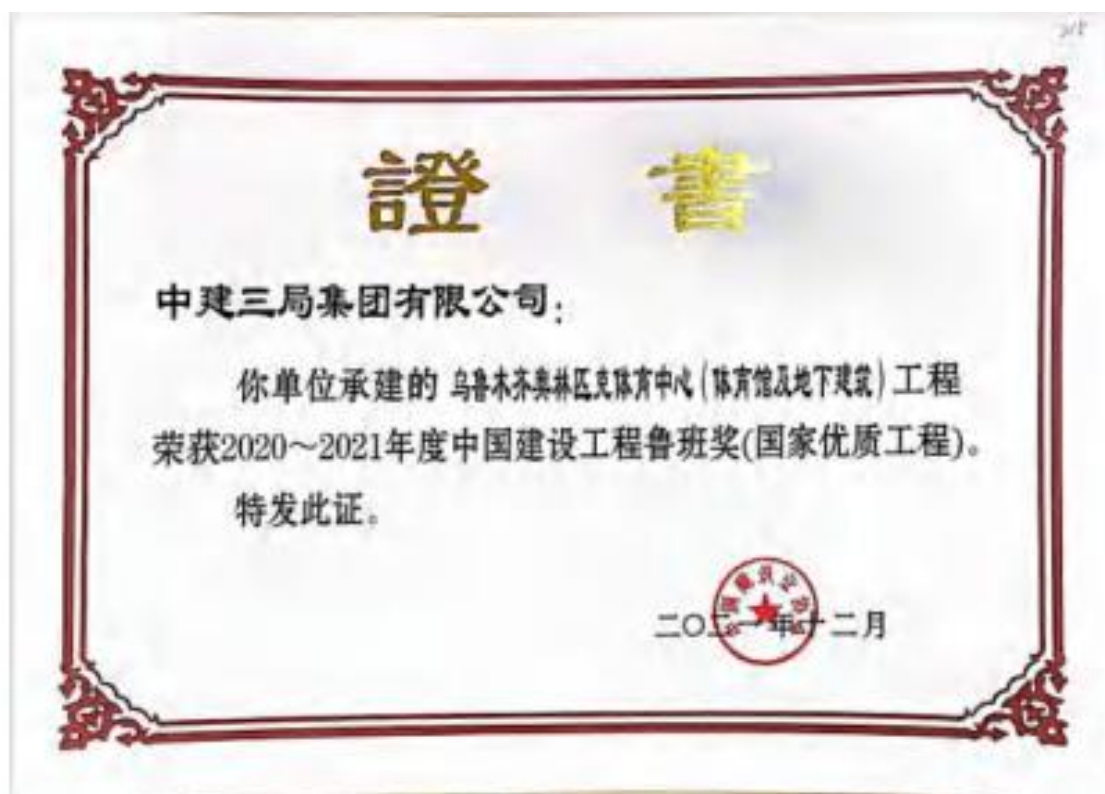 證 書
中建三局集团有限公司：
你单位承建的 乌鲁木齐奥林匹克体育中心(体育馆及地下建筑)工程
荣获2020～2021年度中国建设工程鲁班奖(国家优质工程)。
特发此证。
二〇二一年十二月